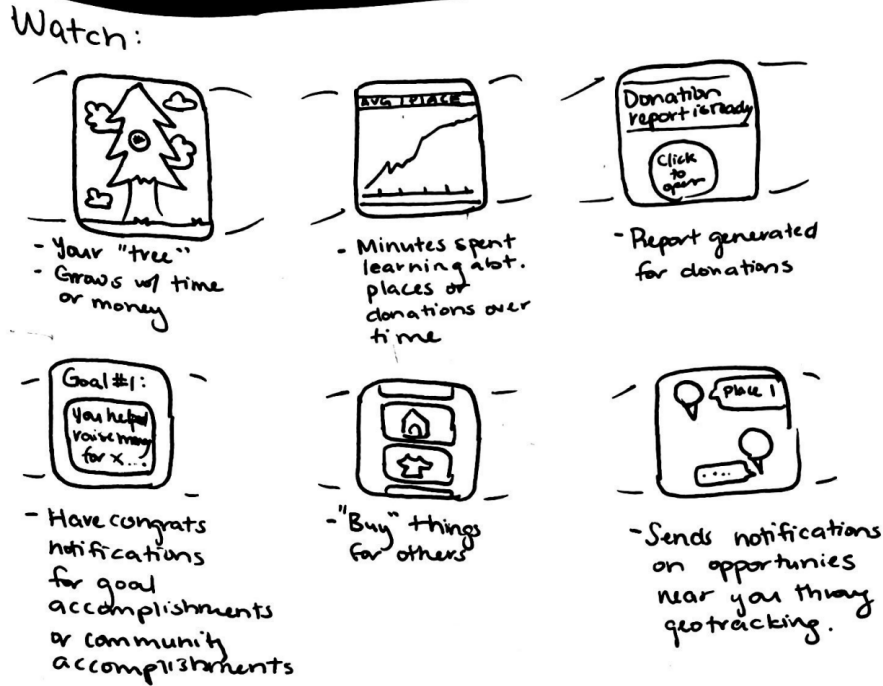 Watch:
AVG | PLACE
Donation
report is ready
Click
to
open
- Your "tree"
- Grows w/ time
or money
- Minutes spent
learning abt.
places or
donations over
time
- Report generated
for donations
Goal #1:
You helped
raise money
for x...
Place 1
....
- Have congrats
notifications
for goal
accomplishments
or community
accomplishments
- "Buy" things
for others
- Sends notifications
on opportunies
near you throug
geotracking.